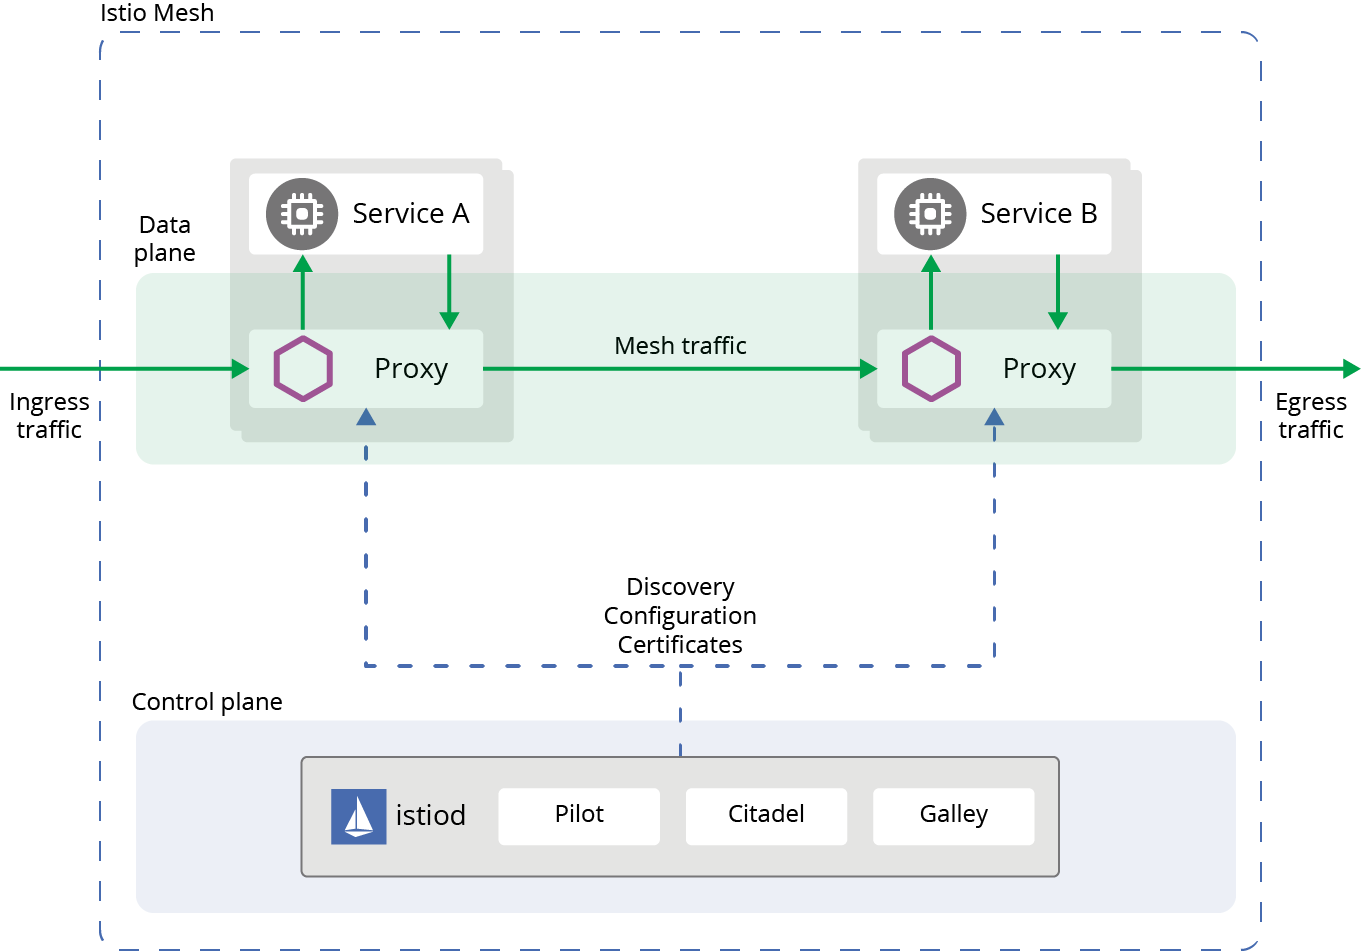 Istio Mesh
Data
plane
Service A
Service B
Proxy
Mesh traffic
Proxy
Ingress
traffic
Egress
traffic
Discovery
Configuration
Certificates
Control plane
istiod
Pilot
Citadel
Galley